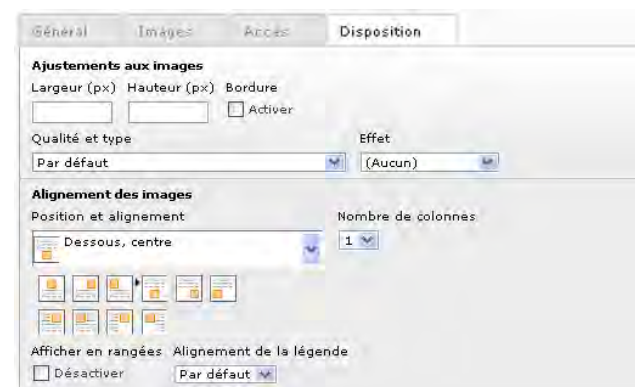 Général Images Accès Disposition
Ajustements aux images
Largeur (px) Hauteur (px) Bordure
Activer
Qualité et type Effet
Par défaut (Aucun)
Alignement des images
Position et alignement Nombre de colonnes
Dessous, centre 1
Afficher en rangées Alignement de la légende
Désactiver Par défaut